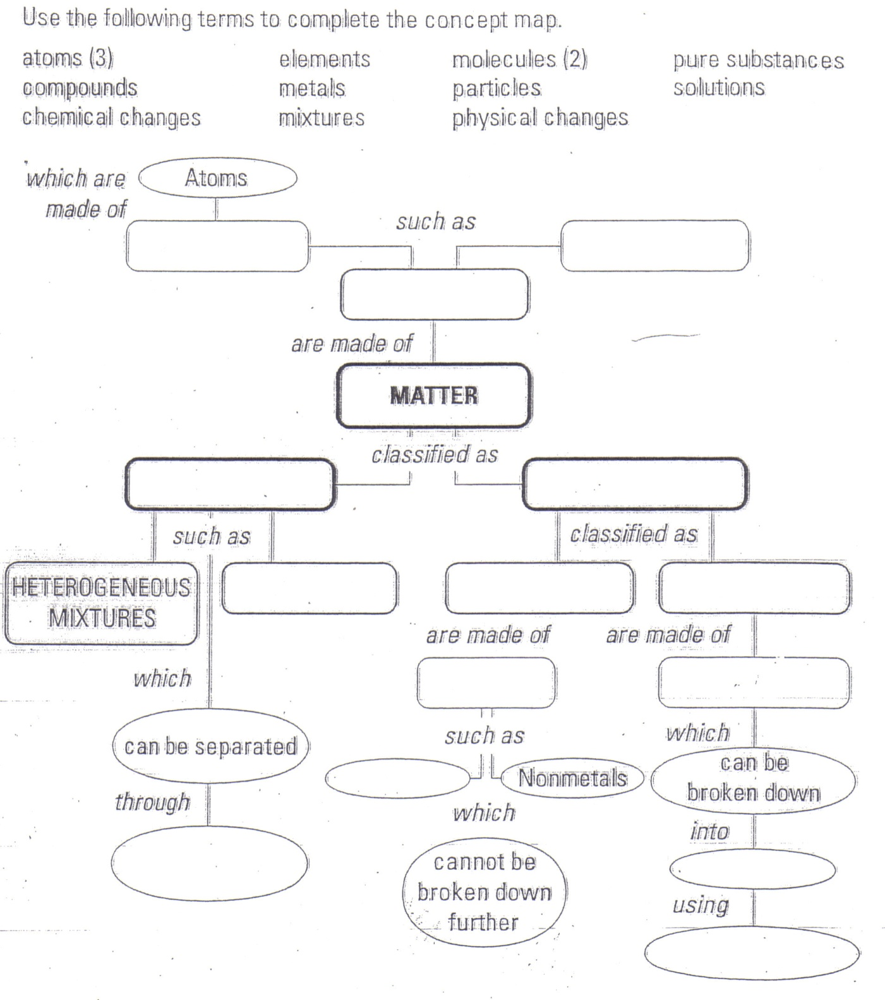 Use the following terms to complete the concept map.
atoms (3) elements molecules (2) pure substances
compounds metals particles solutions
chemical changes mixtures physical changes
which are made of
Atoms
such as
are made of
MATTER
classified as
such as
classified as
HETEROGENEOUS
MIXTURES
are made of are made of
which
such as
which
can be separated
Nonmetals
can be
broken down
through
which
into
cannot be
broken down
further
using